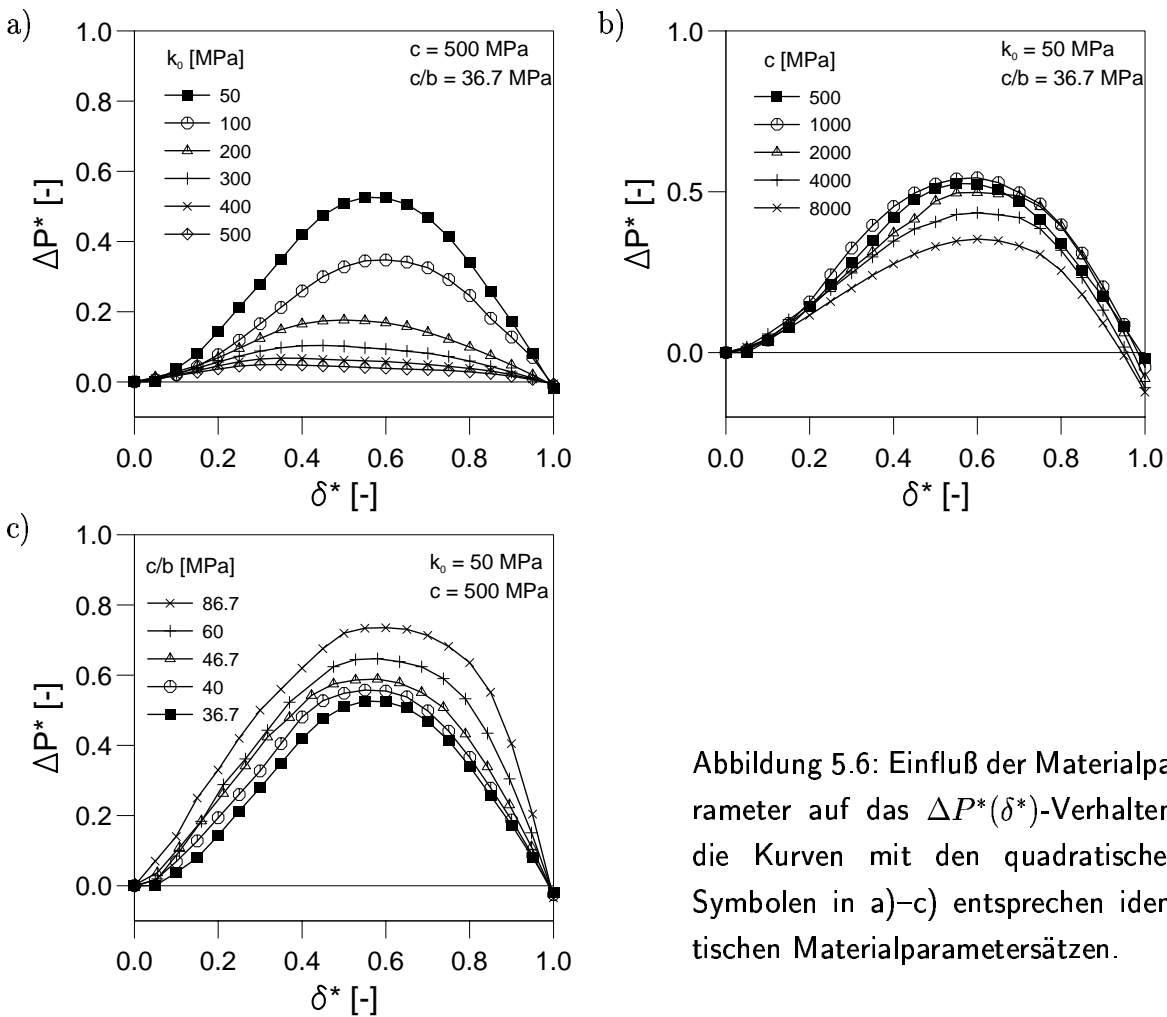 a)
1.0
0.8
0.6
0.4
0.2
0.0
ΔP* [-]
k₀ [MPa]
50
100
200
300
400
500
c = 500 MPa
c/b = 36.7 MPa
0.0 0.2 0.4 0.6 0.8 1.0
δ* [-]
b)
1.0
0.5
0.0
ΔP* [-]
c [MPa]
500
1000
2000
4000
8000
k₀ = 50 MPa
c/b = 36.7 MPa
0.0 0.2 0.4 0.6 0.8 1.0
δ* [-]
c)
1.0
0.8
0.6
0.4
0.2
0.0
ΔP* [-]
c/b [MPa]
86.7
60
46.7
40
36.7
k₀ = 50 MPa
c = 500 MPa
0.0 0.2 0.4 0.6 0.8 1.0
δ* [-]
Abbildung 5.6: Einfluß der Materialpa
rameter auf das ΔP*(δ*)-Verhalten
die Kurven mit den quadratische
Symbolen in a)–c) entsprechen iden
tischen Materialparametersätzen.